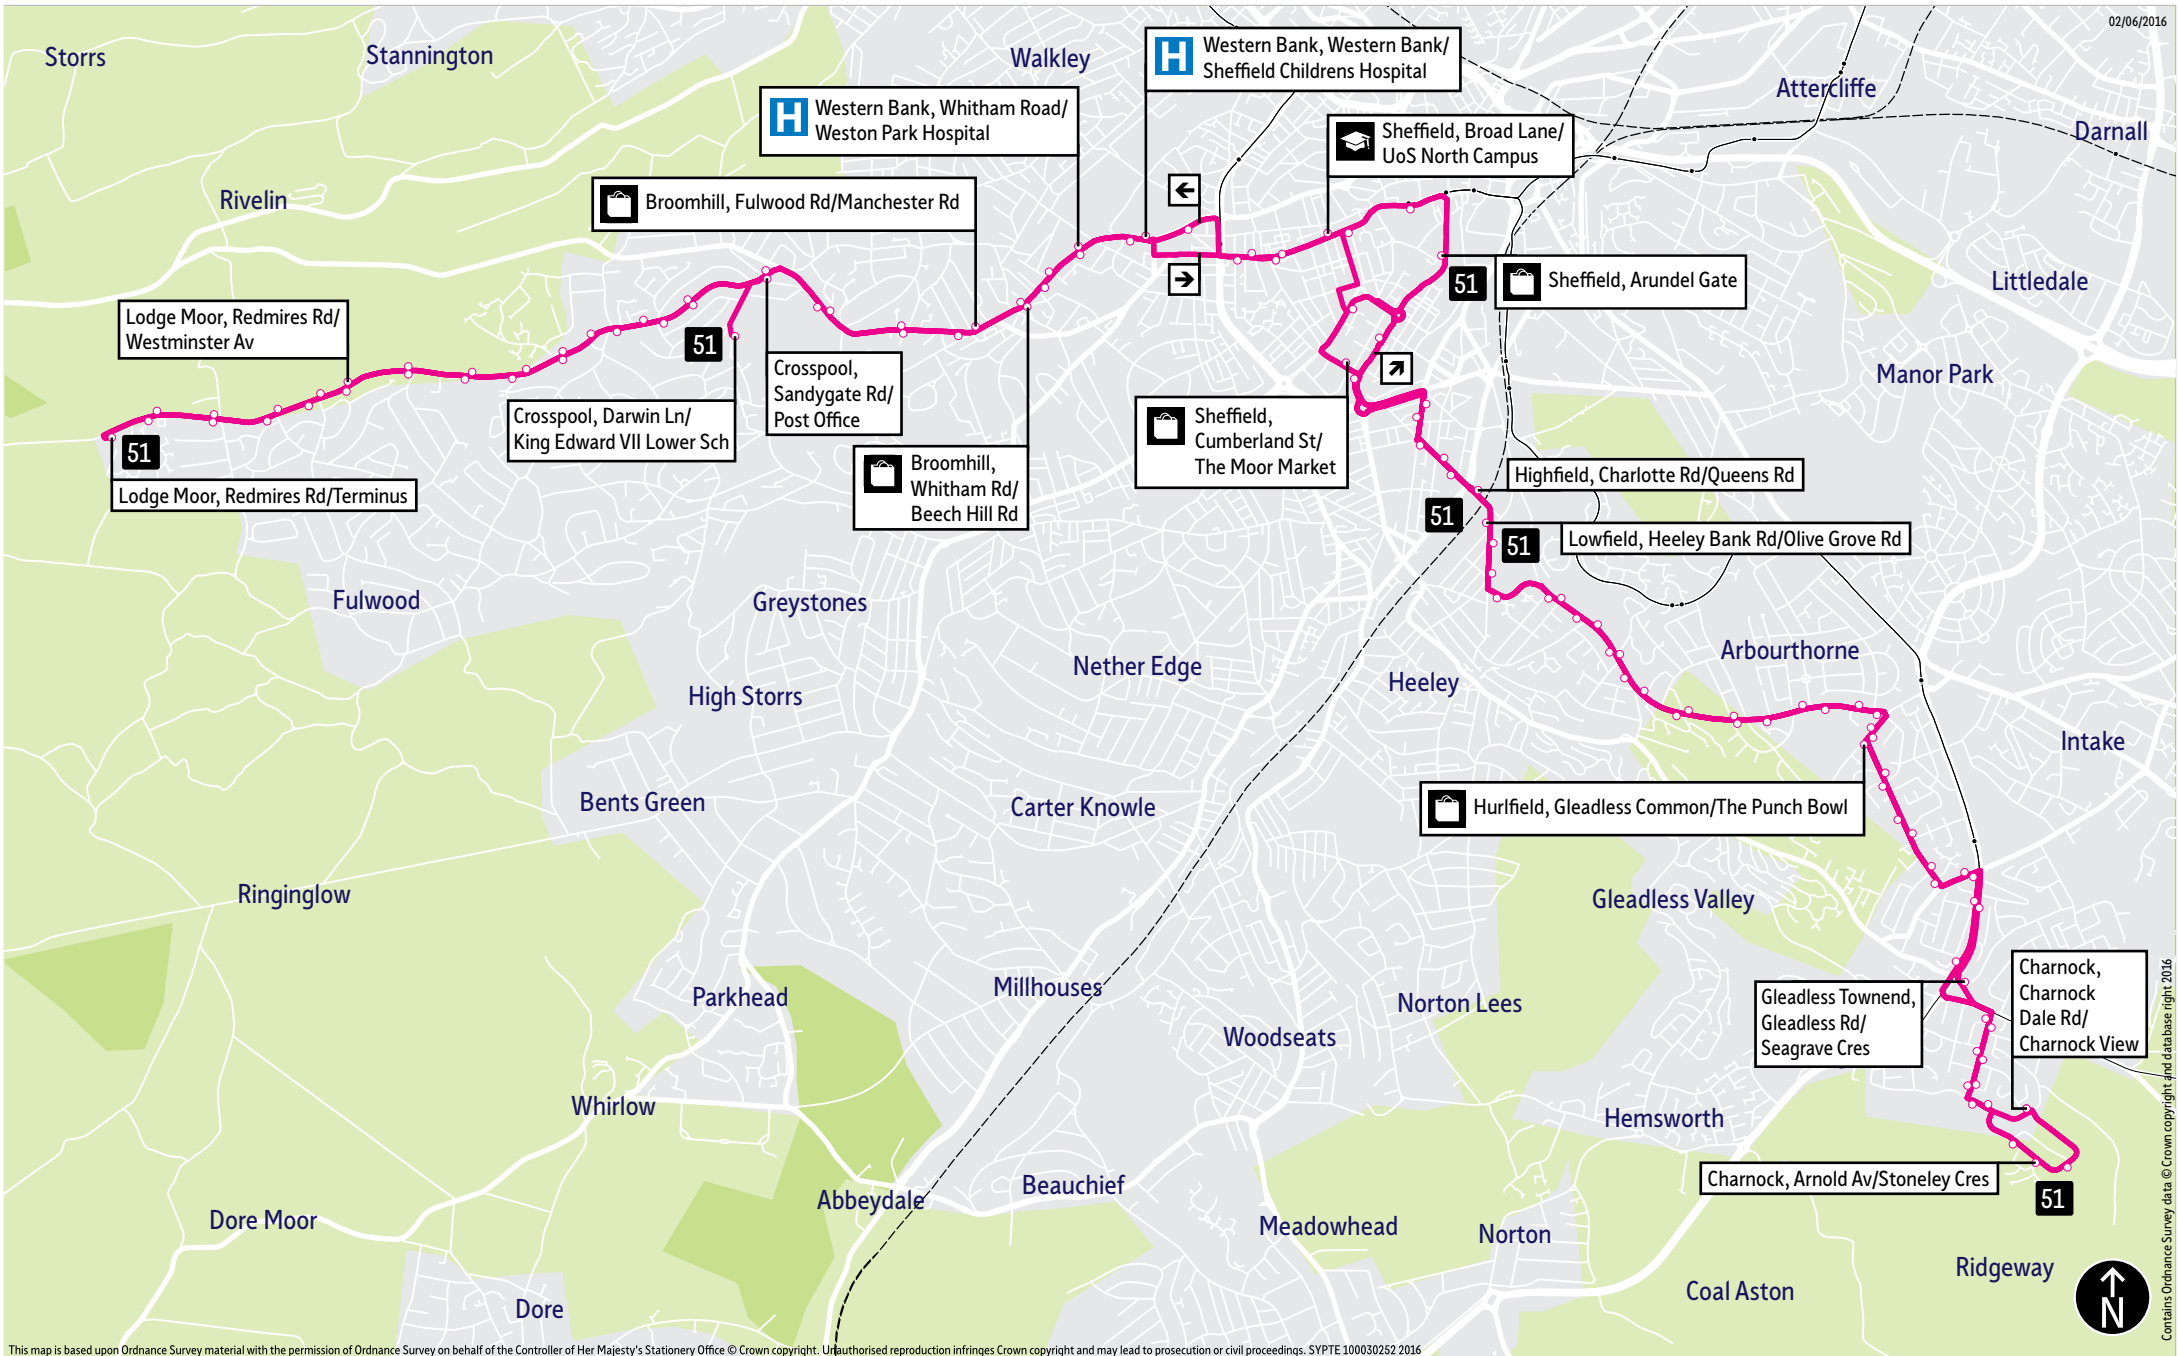 02/06/2016
Storrs
Stannington
Walkley
Western Bank, Western Bank/
Sheffield Childrens Hospital
H
Attercliffe
Darnall
H
Western Bank, Whitham Road/
Weston Park Hospital
Sheffield, Broad Lane/
UoS North Campus
Rivelin
Broomhill, Fulwood Rd/Manchester Rd
Sheffield, Arundel Gate
51
Littledale
Lodge Moor, Redmires Rd/
Westminster Av
51
Crosspool,
Sandygate Rd/
Post Office
Manor Park
Crosspool, Darwin Ln/
King Edward VII Lower Sch
Sheffield,
Cumberland St/
The Moor Market
51
Lodge Moor, Redmires Rd/Terminus
Broomhill,
Whitham Rd/
Beech Hill Rd
Highfield, Charlotte Rd/Queens Rd
51
51
Lowfield, Heeley Bank Rd/Olive Grove Rd
Fulwood
Greystones
Nether Edge
Heeley
Arbourthorne
High Storrs
Intake
Bents Green
Carter Knowle
Hurlfield, Gleadless Common/The Punch Bowl
Ringinglow
Gleadless Valley
Parkhead
Millhouses
Norton Lees
Woodseats
Gleadless Townend,
Gleadless Rd/
Seagrave Cres
Charnock,
Charnock
Dale Rd/
Charnock View
Whirlow
Hemsworth
Charnock, Arnold Av/Stoneley Cres
51
Abbeydale
Beauchief
Dore Moor
Meadowhead
Norton
Ridgeway
Coal Aston
Dore
N
Contains Ordnance Survey data © Crown copyright and database right 2016
This map is based upon Ordnance Survey material with the permission of Ordnance Survey on behalf of the Controller of Her Majesty's Stationery Office © Crown copyright. Unauthorised reproduction infringes Crown copyright and may lead to prosecution or civil proceedings. SYPTE 100030252 2016